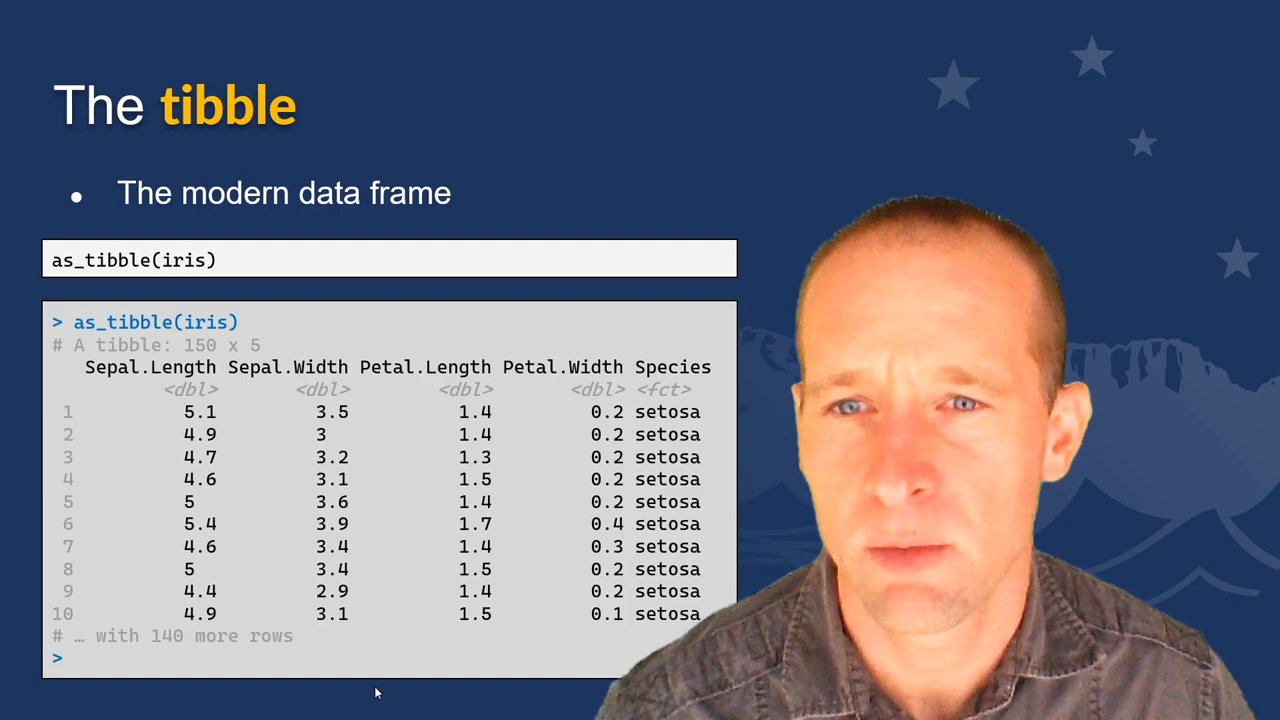 The tibble
● The modern data frame
as_tibble(iris)
> as_tibble(iris)
# A tibble: 150 x 5
Sepal.Length Sepal.Width Petal.Length Petal.Width Species
<dbl> <dbl> <dbl> <dbl> <fct>
1 5.1 3.5 1.4 0.2 setosa
2 4.9 3 1.4 0.2 setosa
3 4.7 3.2 1.3 0.2 setosa
4 4.6 3.1 1.5 0.2 setosa
5 5 3.6 1.4 0.2 setosa
6 5.4 3.9 1.7 0.4 setosa
7 4.6 3.4 1.4 0.3 setosa
8 5 3.4 1.5 0.2 setosa
9 4.4 2.9 1.4 0.2 setosa
10 4.9 3.1 1.5 0.1 setosa
# … with 140 more rows
>